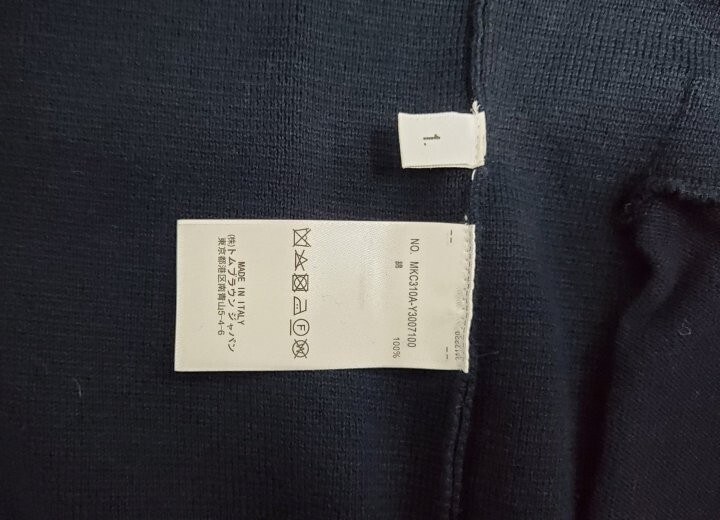 1.
NO. MKC310A-Y3007100
綿 100%
F
W
MADE IN ITALY
(株)トムブラウン ジャパン
東京都港区南青山5-4-6